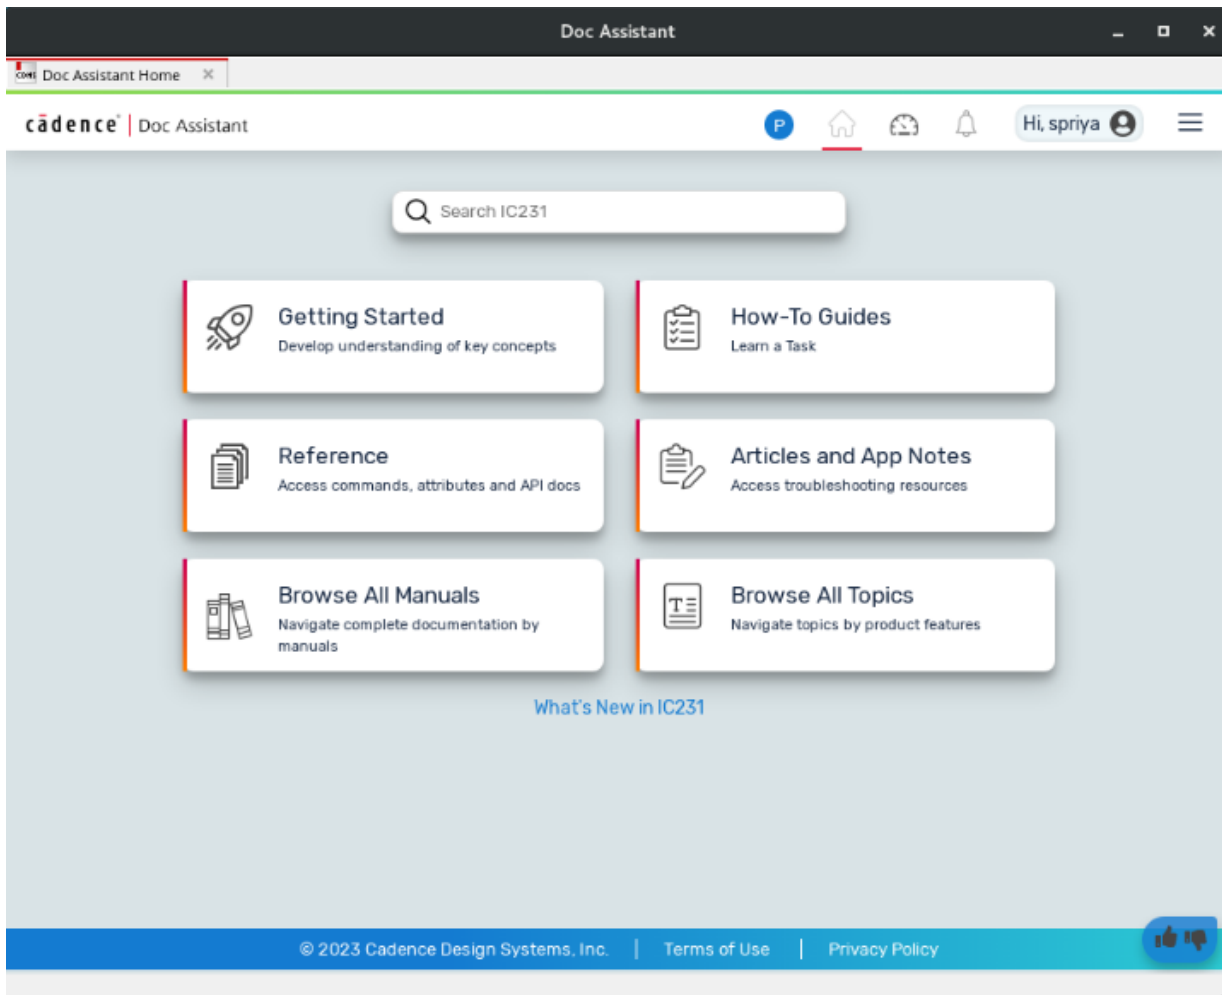 Doc Assistant
Doc Assistant Home
cādence | Doc Assistant
P
Hi, spriya
Search IC231
Getting Started
Develop understanding of key concepts
How-To Guides
Learn a Task
Reference
Access commands, attributes and API docs
Articles and App Notes
Access troubleshooting resources
Browse All Manuals
Navigate complete documentation by
manuals
Browse All Topics
Navigate topics by product features
What's New in IC231
© 2023 Cadence Design Systems, Inc. | Terms of Use | Privacy Policy